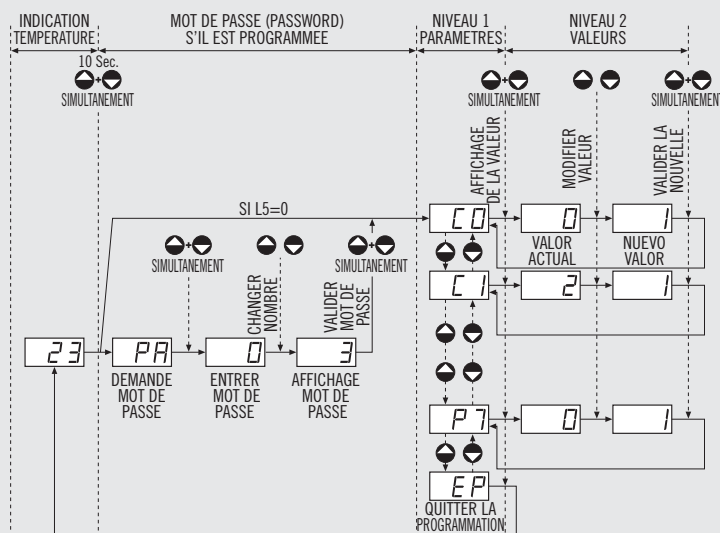 INDICATION
TEMPERATURE
MOT DE PASSE (PASSWORD)
S'IL EST PROGRAMMEE
NIVEAU 1
PARAMETRES
NIVEAU 2
VALEURS
10 Sec.
SIMULTANEMENT
SIMULTANEMENT
SIMULTANEMENT
AFFICHAGE
DE LA VALEUR
MODIFIER
VALEUR
VALIDER LA
NOUVELLE
SI L5=0
C0
0
1
VALOR
ACTUAL
NUEVO
VALOR
SIMULTANEMENT
SIMULTANEMENT
CHANGER
NOMBRE
VALIDER
MOT DE
PASSE
C1
2
1
23
PA
0
3
DEMANDE
MOT DE
PASSE
ENTRER
MOT DE
PASSE
AFFICHAGE
MOT DE
PASSE
P7
0
1
EP
QUITTER LA
PROGRAMMATION